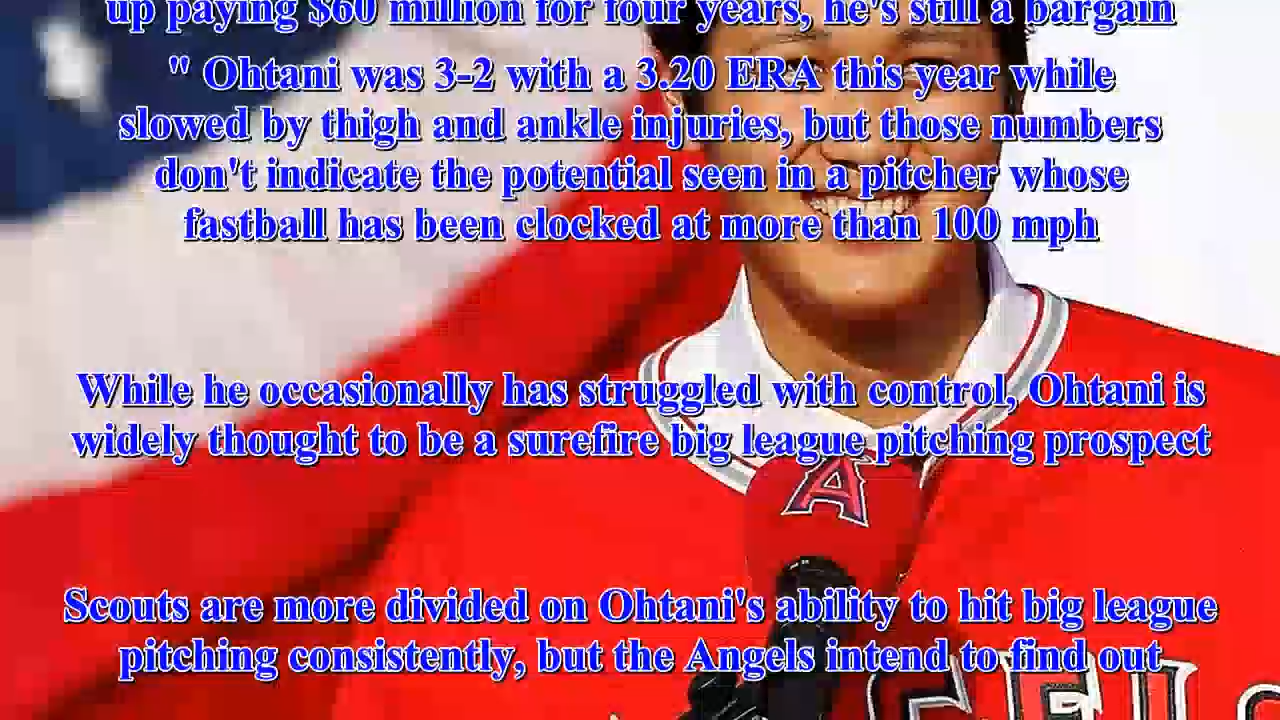 up paying $60 million for four years, he's still a bargain
" Ohtani was 3-2 with a 3.20 ERA this year while
slowed by thigh and ankle injuries, but those numbers
don't indicate the potential seen in a pitcher whose
fastball has been clocked at more than 100 mph
While he occasionally has struggled with control, Ohtani is
widely thought to be a surefire big league pitching prospect
A
Scouts are more divided on Ohtani's ability to hit big league
pitching consistently, but the Angels intend to find out